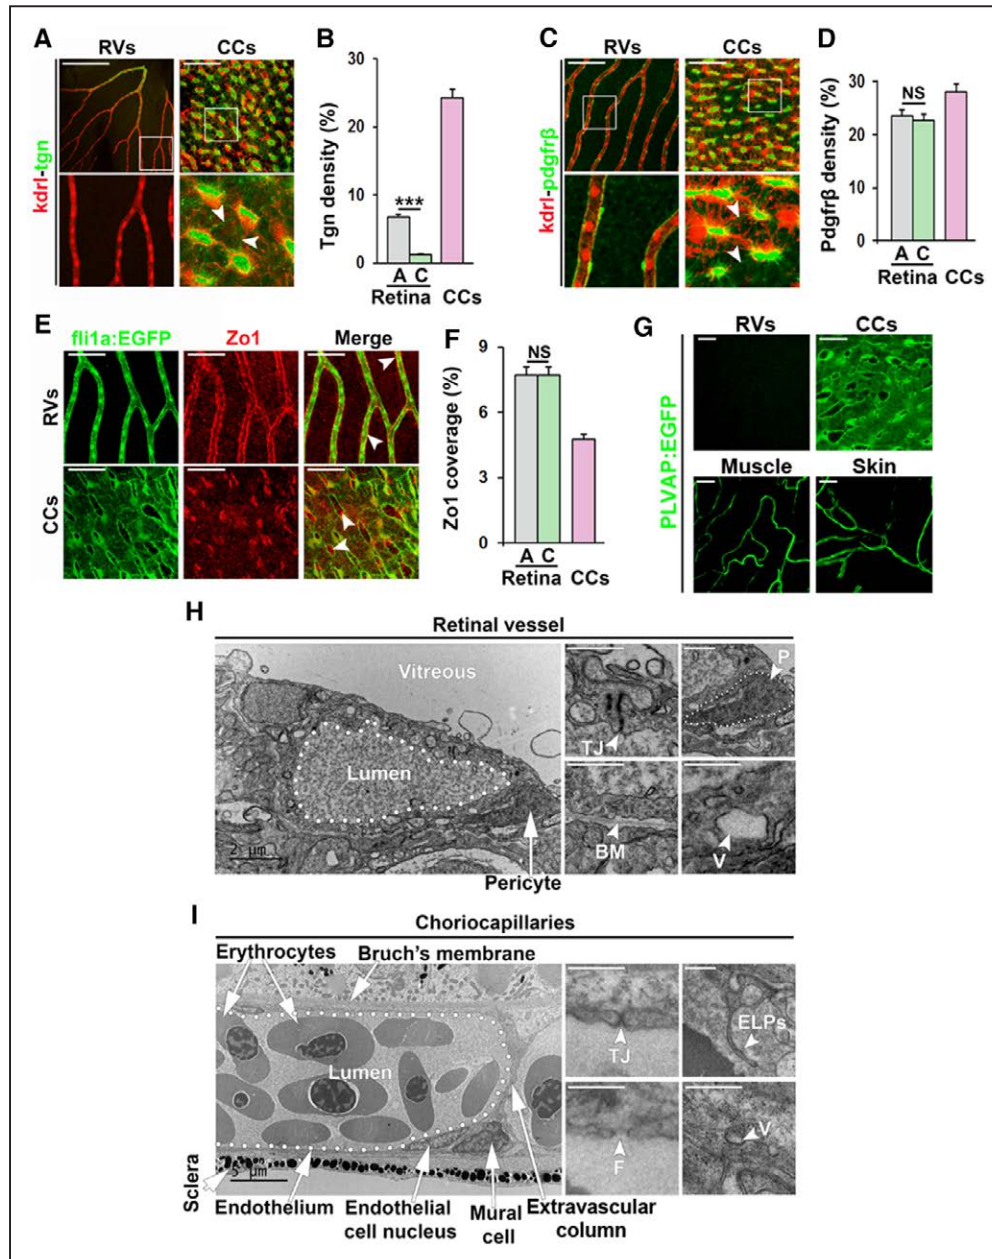 A
RVs
CCs
kdrl-tgn
B
Tgn density (%)
30
20
10
0
***
A C
Retina CCs
C
RVs
CCs
kdrl-pdgfrβ
D
Pdgfrβ density (%)
30
20
10
0
NS
A C
Retina CCs
E
fli1a:EGFP
Zo1
Merge
RVs
CCs
F
Zo1 coverage (%)
9
6
3
0
NS
A C
Retina CCs
G
RVs
CCs
PLVAP:EGFP
Muscle
Skin
H
Retinal vessel
Vitreous
Lumen
2 μm
Pericyte
TJ
P
BM
V
I
Choriocapillaries
Erythrocytes
Bruch's membrane
Lumen
Sclera
5 μm
Endothelium
Endothelial
cell nucleus
Mural
cell
Extravascular
column
TJ
ELPs
F
V